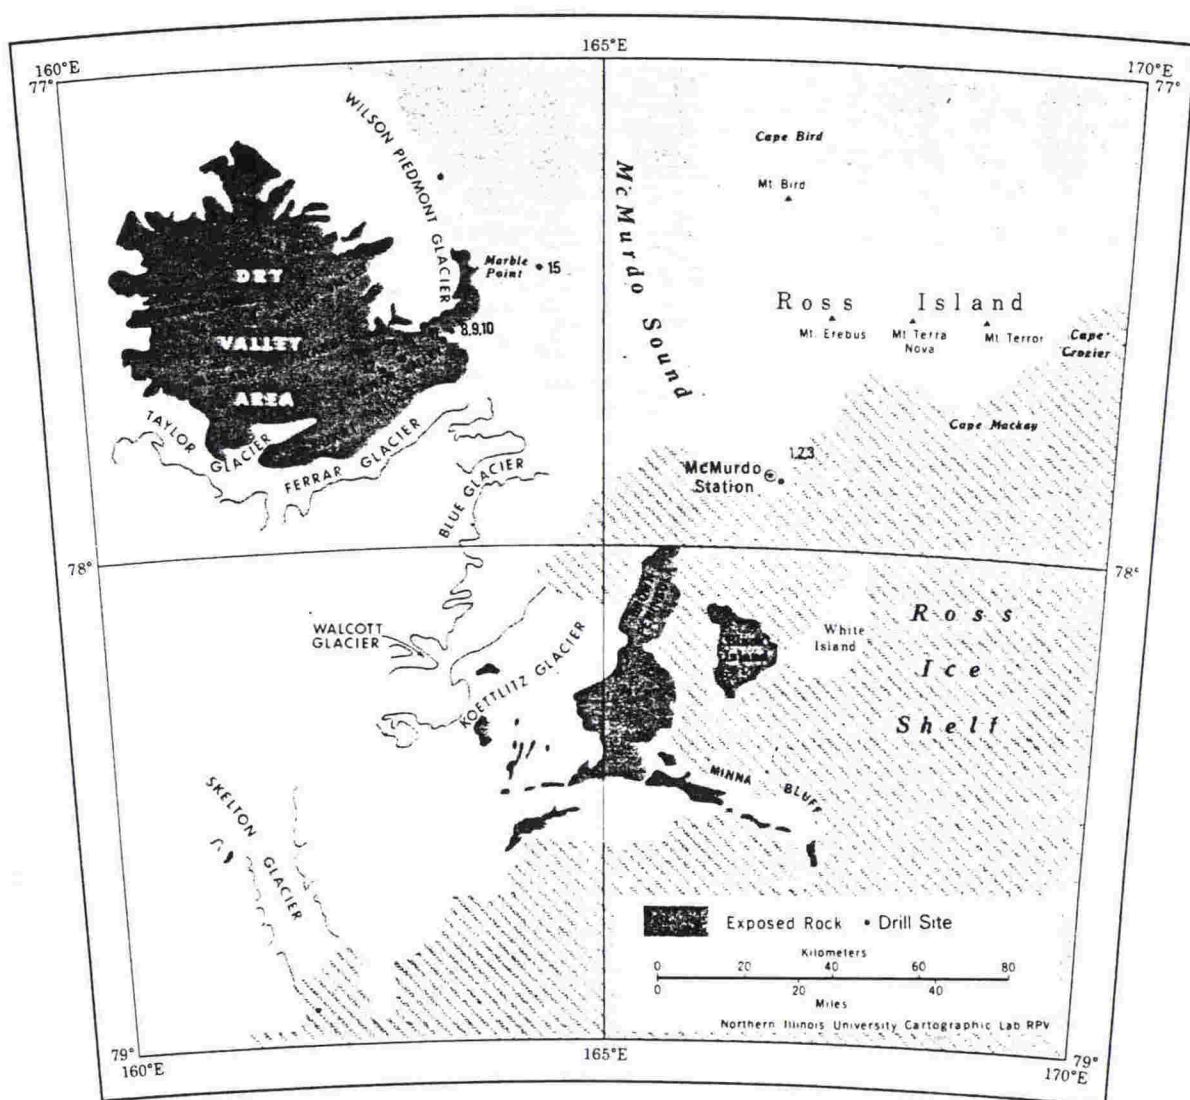 165°E
160°E
170°E
77°
77°
WILSON PIEDMONT GLACIER
McMurdo Sound
Cape Bird
Mt Bird
Marble
Point
15
DRY
VALLEY
AREA
8.9.10
Ross Island
Mt. Erebus
Mt Terra
Nova
Mt Terror
Cape
Crozier
Cape Mackay
TAYLOR GLACIER
FERRAR GLACIER
BLUE GLACIER
1.2.3
McMurdo
Station
78°
78°
WALCOTT
GLACIER
KOETTLITZ GLACIER
Black
Island
White
Island
Ross
Ice
Shelf
MINNA BLUFF
SKELTON GLACIER
Exposed Rock • Drill Site
Kilometers
0 20 40 60 80
0 20 40
Miles
Northern Illinois University Cartographic Lab RPV
79°
79°
160°E
165°E
170°E